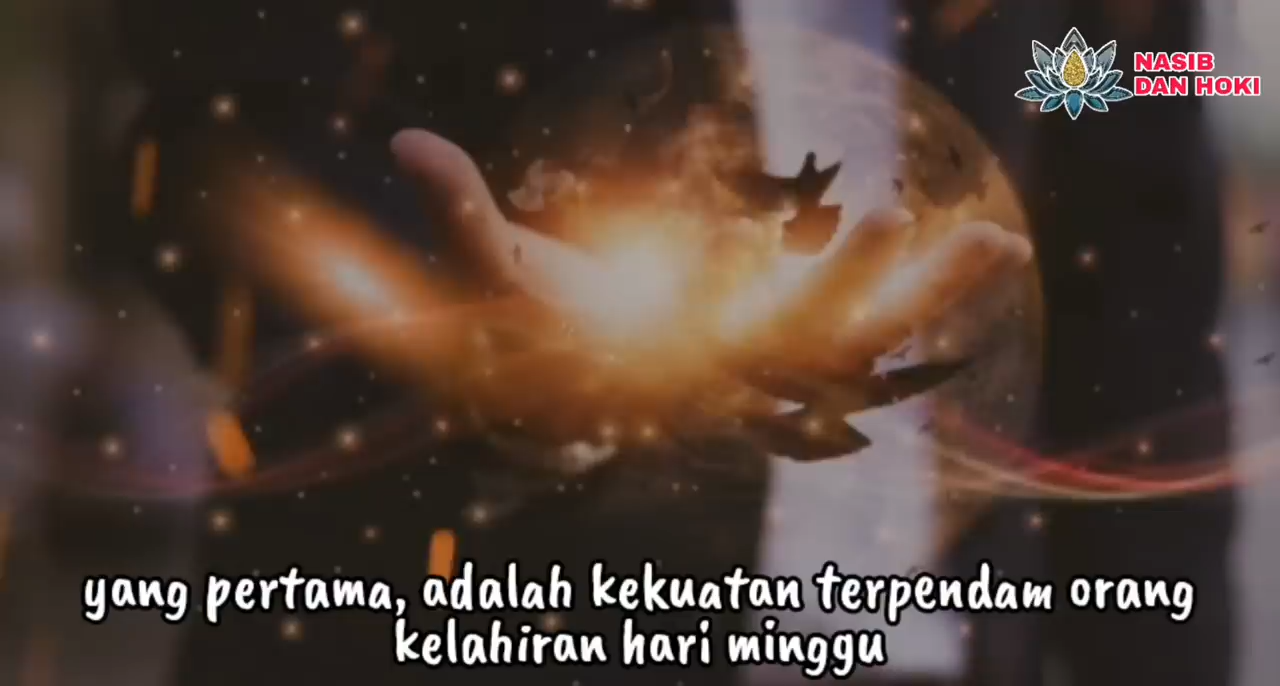 NASIB
DAN HOKI
yang pertama, adalah kekuatan terpendam orang
kelahiran hari minggu